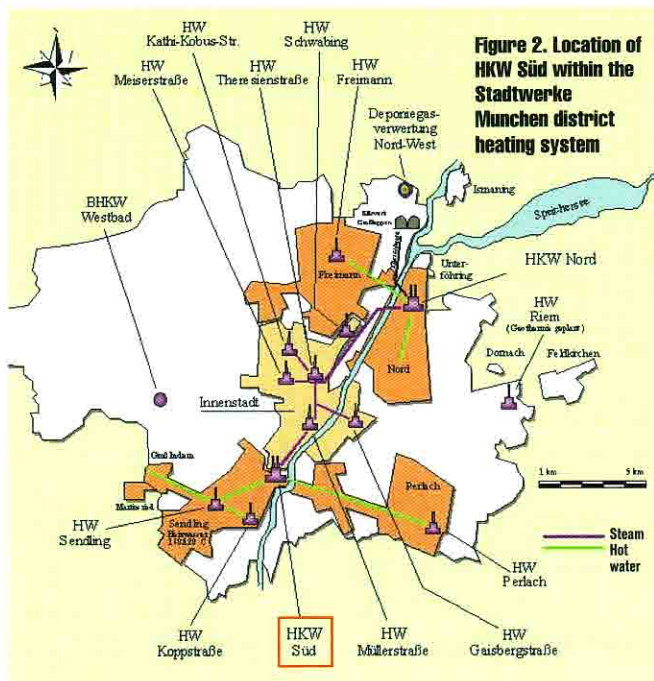 HW
Kathi-Kobus-Str.
HW
Schwabing
HW
Meiserstraße
HW
Theresienstraße
HW
Freimann
Figure 2. Location of
HKW Süd within the
Stadtwerke
Munchen district
heating system
Deponiegas-
verwertung
Nord-West
Ismaning
BHKW
Westbad
Speichersee
Freimann
Unter-
föhring
HKW Nord
HW
Riem
(Geothermie geplant)
Dornach
Feldkirchen
Nord
Innenstadt
1 km
5 km
Perlach
HW
Sendling
Sendling
Steam
Hot
water
HW
Perlach
HW
Koppstraße
HKW
Süd
HW
Müllerstraße
HW
Gaisbergstraße